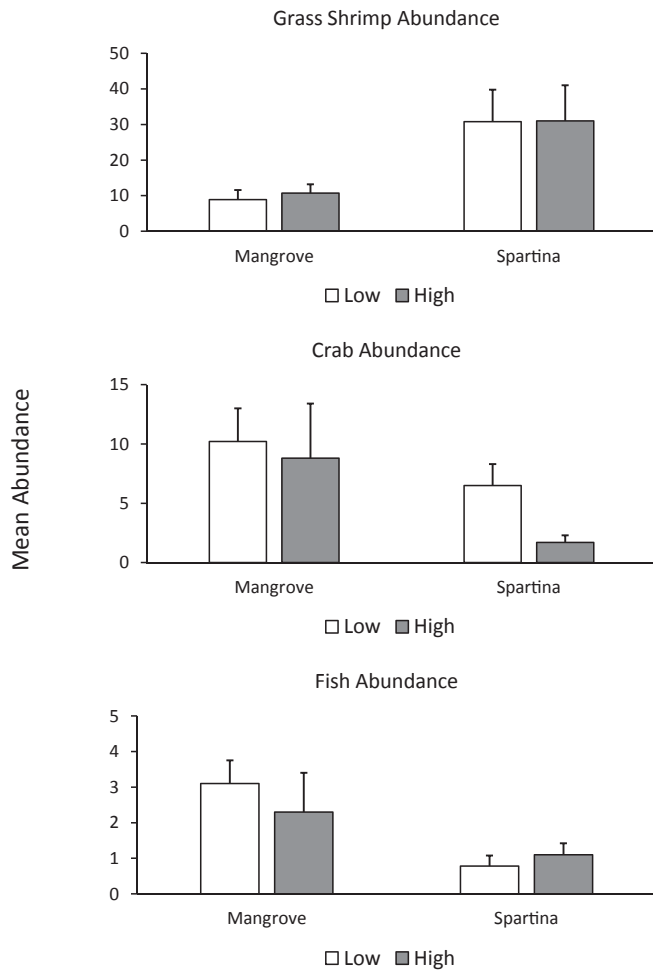 Grass Shrimp Abundance
50
40
30
20
10
0
Mangrove Spartina
Low High
Mean Abundance
Crab Abundance
15
10
5
0
Mangrove Spartina
Low High
Fish Abundance
5
4
3
2
1
0
Mangrove Spartina
Low High